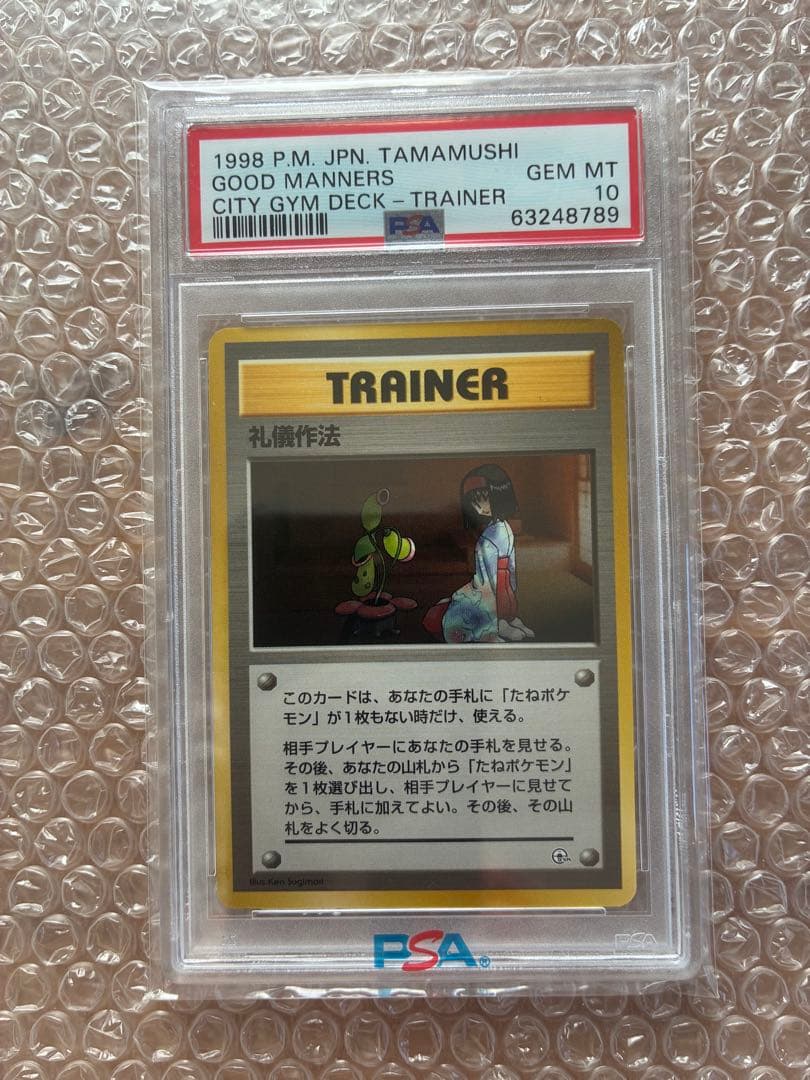 1998 P.M. JPN. TAMAMUSHI
GOOD MANNERS GEM MT
CITY GYM DECK – TRAINER 10
PSA 63248789
TRAINER
礼儀作法
このカードは、あなたの手札に「たねポケ
モン」が1枚もない時だけ、使える。
相手プレイヤーにあなたの手札を見せる。
その後、あなたの山札から「たねポケモン」
を1枚選び出し、相手プレイヤーに見せて
から、手札に加えてよい。その後、その山
札をよく切る。
Illus. Ken Sugimori
PSA®
PSA